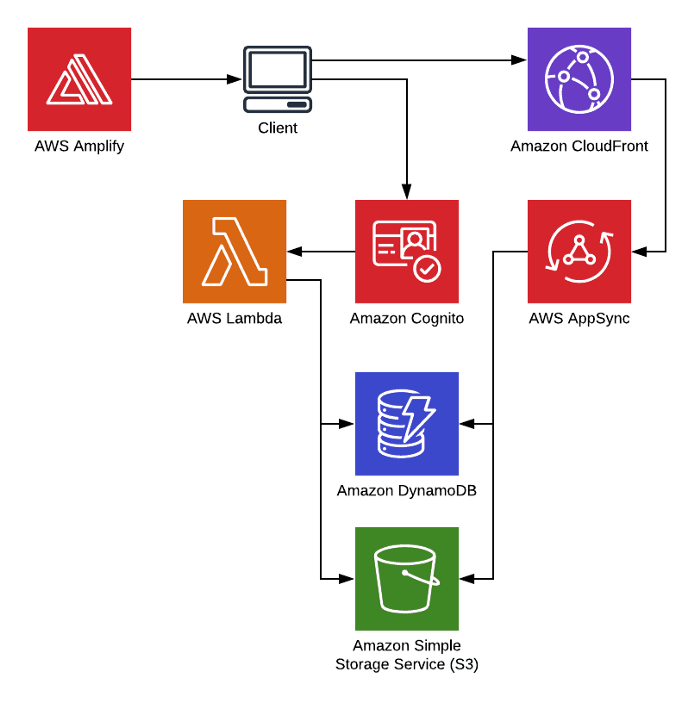 AWS Amplify
Client
Amazon CloudFront
AWS Lambda
Amazon Cognito
AWS AppSync
Amazon DynamoDB
Amazon Simple
Storage Service (S3)